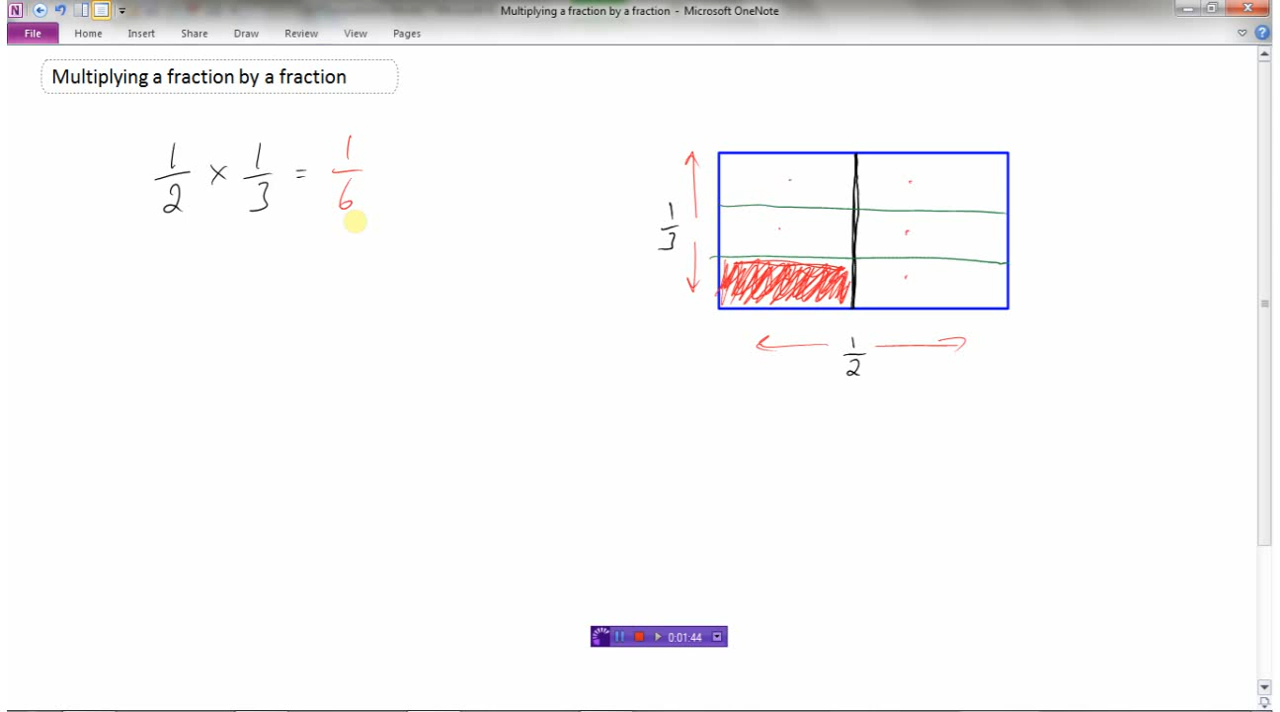 Multiplying a fraction by a fraction - Microsoft OneNote
File Home Insert Share Draw Review View Pages
Multiplying a fraction by a fraction
1/2 × 1/3 = 1/6
1/3
1/2
0:01:44